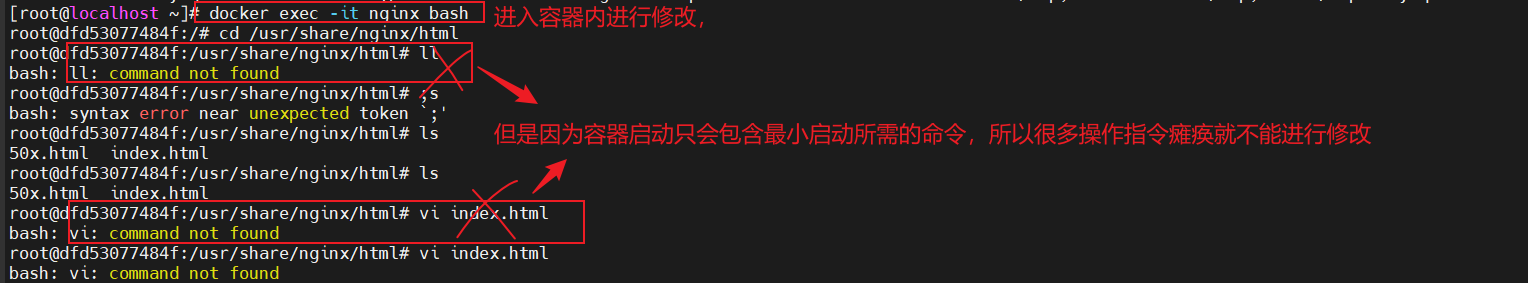 [root@localhost ~]# docker exec -it nginx bash 进入容器内进行修改,
root@dfd53077484f:/# cd /usr/share/nginx/html
root@dfd53077484f:/usr/share/nginx/html# ll
bash: ll: command not found
root@dfd53077484f:/usr/share/nginx/html# ;s
bash: syntax error near unexpected token `;'
但是因为容器启动只会包含最小启动所需的命令，所以很多操作指令瘫痪就不能进行修改
root@dfd53077484f:/usr/share/nginx/html# ls
50x.html  index.html
root@dfd53077484f:/usr/share/nginx/html# ls
50x.html  index.html
root@dfd53077484f:/usr/share/nginx/html# vi index.html
bash: vi: command not found
root@dfd53077484f:/usr/share/nginx/html# vi index.html
bash: vi: command not found